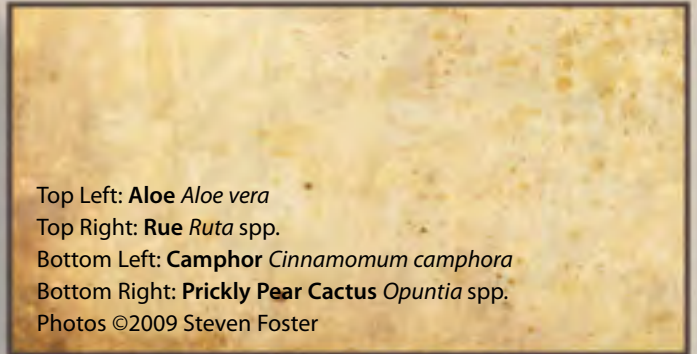 Top Left: Aloe Aloe vera
Top Right: Rue Ruta spp.
Bottom Left: Camphor Cinnamomum camphora
Bottom Right: Prickly Pear Cactus Opuntia spp.
Photos ©2009 Steven Foster